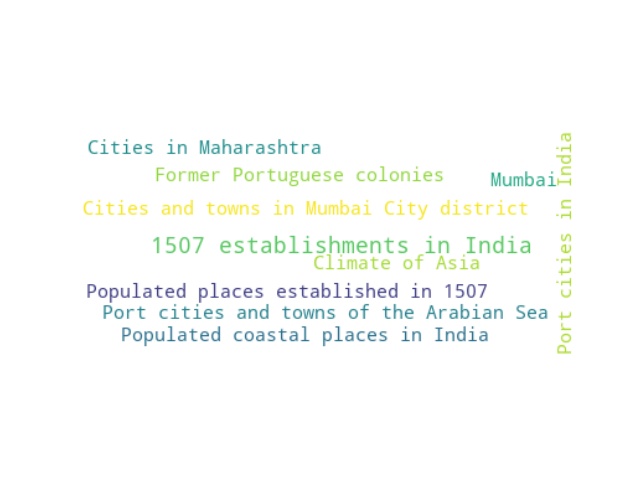 Cities in Maharashtra
Former Portuguese colonies
Mumbai
Cities and towns in Mumbai City district
1507 establishments in India
Climate of Asia
Populated places established in 1507
Port cities and towns of the Arabian Sea
Populated coastal places in India
Port cities in India